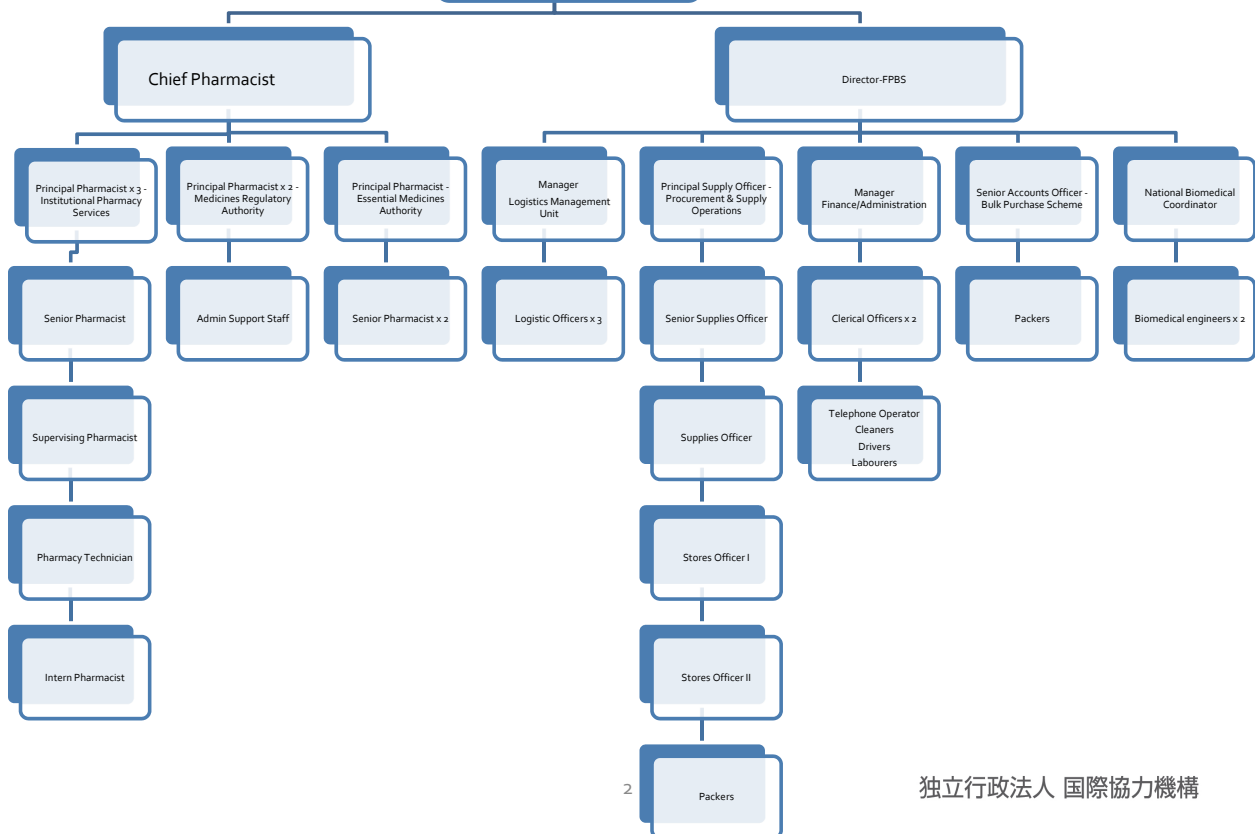 Chief Pharmacist
Director-FPBS
Principal Pharmacist x 3 -
Institutional Pharmacy
Services
Principal Pharmacist x 2 -
Medicines Regulatory
Authority
Principal Pharmacist -
Essential Medicines
Authority
Manager
Logistics Management
Unit
Principal Supply Officer -
Procurement & Supply
Operations
Manager
Finance/Administration
Senior Accounts Officer -
Bulk Purchase Scheme
National Biomedical
Coordinator
Senior Pharmacist
Admin Support Staff
Senior Pharmacist x 2
Logistic Officers x 3
Senior Supplies Officer
Clerical Officers x 2
Packers
Biomedical engineers x 2
Supervising Pharmacist
Supplies Officer
Telephone Operator
Cleaners
Drivers
Labourers
Pharmacy Technician
Stores Officer I
Intern Pharmacist
Stores Officer II
Packers
2
独立行政法人 国際協力機構